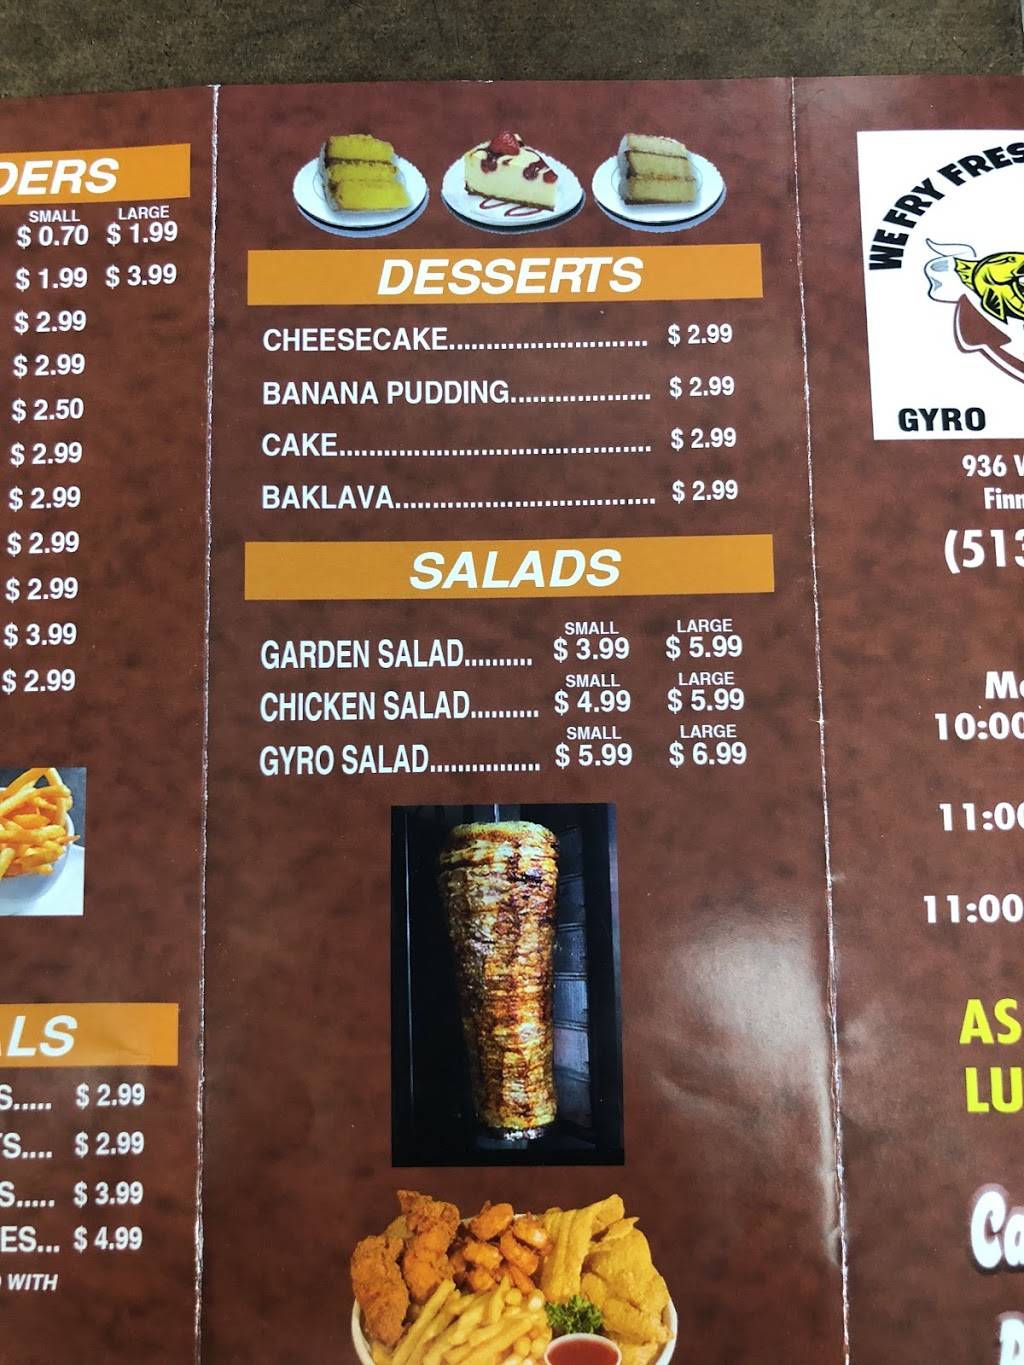 SMALL LARGE
$ 0.70 $ 1.99
$ 1.99 $ 3.99
$ 2.99
$ 2.99
$ 2.50
$ 2.99
$ 2.99
$ 2.99
$ 2.99
$ 3.99
$ 2.99
$ 2.99
$ 2.99
$ 3.99
$ 4.99
WITH
DESSERTS
CHEESECAKE........................... $ 2.99
BANANA PUDDING................... $ 2.99
CAKE.......................................... $ 2.99
BAKLAVA................................... $ 2.99
SALADS
SMALL LARGE
GARDEN SALAD.......... $ 3.99 $ 5.99
SMALL LARGE
CHICKEN SALAD.......... $ 4.99 $ 5.99
SMALL LARGE
GYRO SALAD................ $ 5.99 $ 6.99
WE FRY FRES
GYRO
936
Finn
(513
10:00
11:00
11:00
AS
LU
Ca